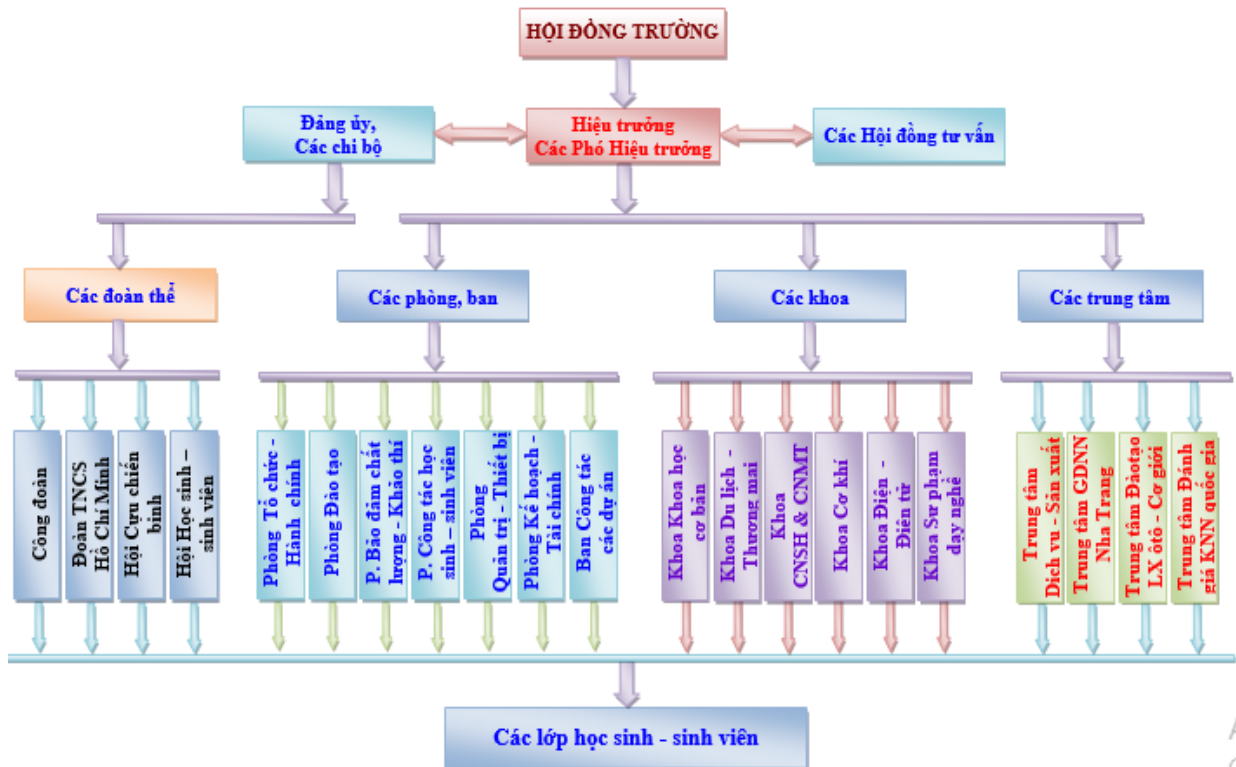 HỘI ĐỒNG TRƯỜNG
Đảng ủy,
Các chi bộ
Hiệu trưởng
Các Phó Hiệu trưởng
Các Hội đồng tư vấn
Các đoàn thể
Các phòng, ban
Các khoa
Các trung tâm
Công đoàn
Đoàn TNCS
Hồ Chí Minh
Hội Cựu chiến
binh
Hội Học sinh –
sinh viên
Phòng Tổ chức -
Hành chính
Phòng Đào tạo
P. Bảo đảm chất
lượng - Khảo thí
P. Công tác học
sinh – sinh viên
Phòng
Quản trị - Thiết bị
Phòng Kế hoạch -
Tài chính
Ban Công tác
các dự án
Khoa Khoa học
cơ bản
Khoa Du lịch -
Thương mại
Khoa
CNSH & CNMT
Khoa Cơ khí
Khoa Điện -
Điện tử
Khoa Sư phạm
dạy nghề
Trung tâm
Dịch vụ - Sản xuất
Trung tâm GDNN
Nha Trang
Trung tâm Đàotạo
LX ôtô - Cơ giới
Trung tâm Đánh
giá KNN quốc gia
Các lớp học sinh - sinh viên